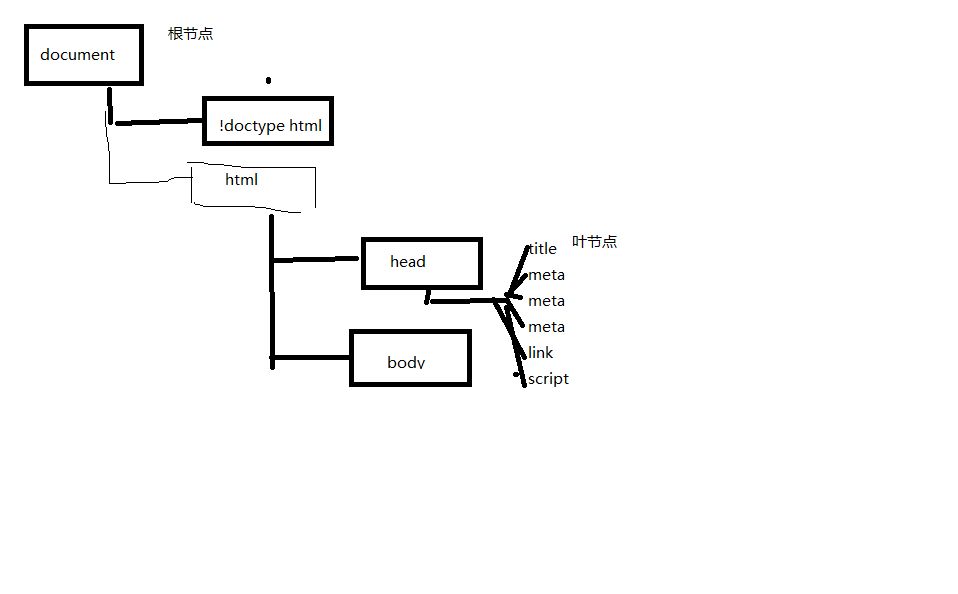 根节点
document
!doctype html
html
head
叶节点
title
meta
meta
meta
link
script
body